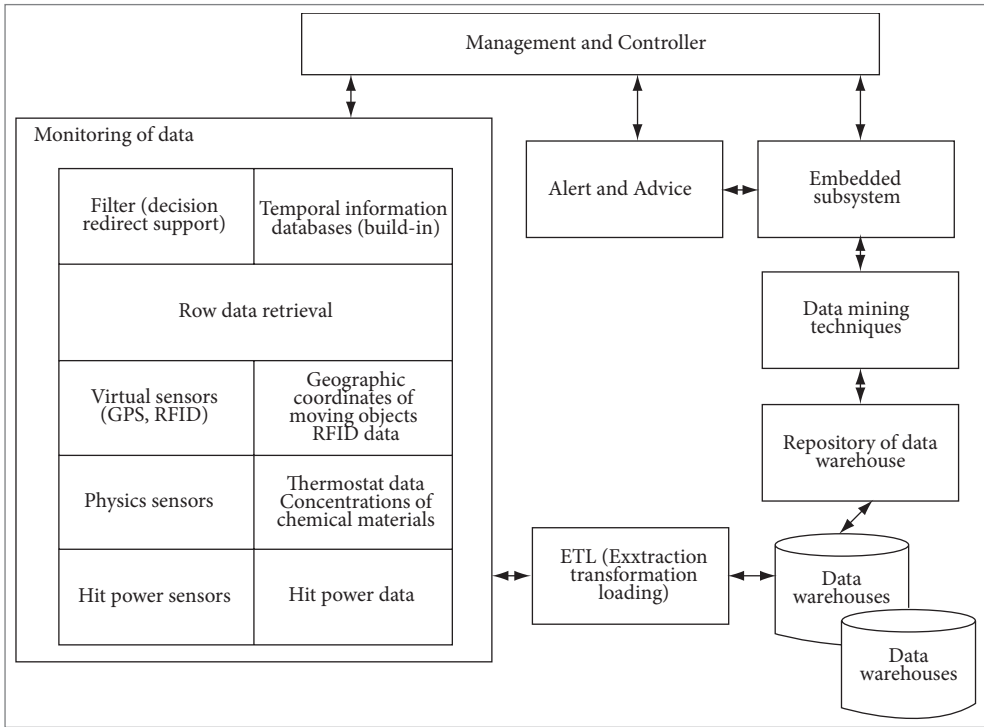 Management and Controller
Monitoring of data
Filter (decision
redirect support)
Temporal information
databases (build-in)
Row data retrieval
Virtual sensors
(GPS, RFID)
Geographic
coordinates of
moving objects
RFID data
Physics sensors
Thermostat data
Concentrations of
chemical materials
Hit power sensors
Hit power data
Alert and Advice
Embedded
subsystem
Data mining
techniques
Repository of data
warehouse
ETL (Exxtraction
transformation
loading)
Data
warehouses
Data
warehouses